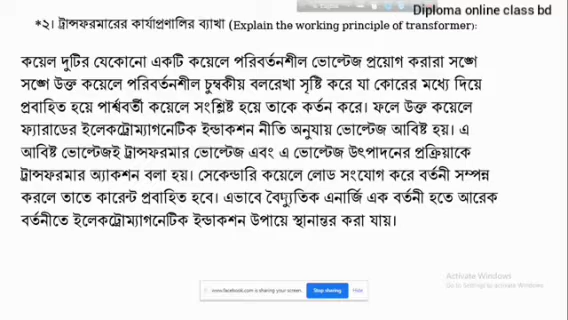 Diploma online class bd
*২। ট্রান্সফরমারের কার্যপ্রণালির ব্যাখা (Explain the working principle of transformer):
কয়েল দুটির যেকোনো একটি কয়েলে পরিবর্তনশীল ভোল্টেজ প্রয়োগ করারা সঙ্গে
সঙ্গে উক্ত কয়েলে পরিবর্তনশীল চুম্বকীয় বলরেখা সৃষ্টি করে যা কোরের মধ্যে দিয়ে
প্রবাহিত হয়ে পার্শ্ববর্তী কয়েলে সংশ্লিষ্ট হয়ে তাকে কর্তন করে। ফলে উক্ত কয়েলে
ফ্যারাডের ইলেকট্রোম্যাগনেটিক ইন্ডাকশন নীতি অনুযায় ভোল্টেজ আবিষ্ট হয়। এ
আবিষ্ট ভোল্টেজই ট্রান্সফরমার ভোল্টেজ এবং এ ভোল্টেজ উৎপাদনের প্রক্রিয়াকে
ট্রান্সফরমার অ্যাকশন বলা হয়। সেকেন্ডারি কয়েলে লোড সংযোগ করে বর্তনী সম্পন্ন
করলে তাতে কারেন্ট প্রবাহিত হবে। এভাবে বৈদ্যুতিক এনার্জি এক বর্তনী হতে আরেক
বর্তনীতে ইলেকট্রোম্যাগনেটিক ইন্ডাকশন উপায়ে স্থানান্তর করা যায়।
Activate Windows
Go to Settings to activate Windows.
www.facebook.com is sharing your screen. Stop sharing Hide